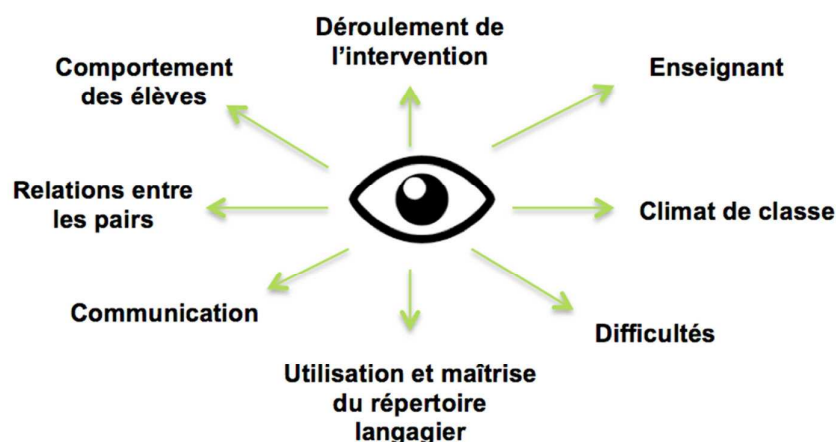 Déroulement de
l'intervention
Comportement
des élèves
Enseignant
Relations entre
les pairs
Climat de classe
Communication
Difficultés
Utilisation et maîtrise
du répertoire
langagier